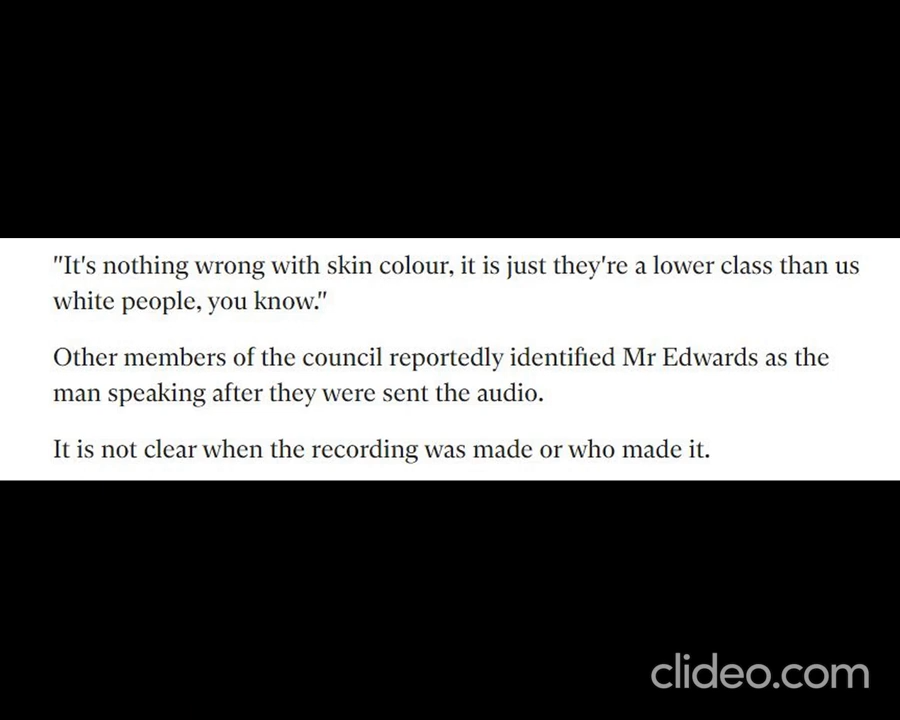 "It's nothing wrong with skin colour, it is just they're a lower class than us
white people, you know."
Other members of the council reportedly identified Mr Edwards as the
man speaking after they were sent the audio.
It is not clear when the recording was made or who made it.
clideo.com